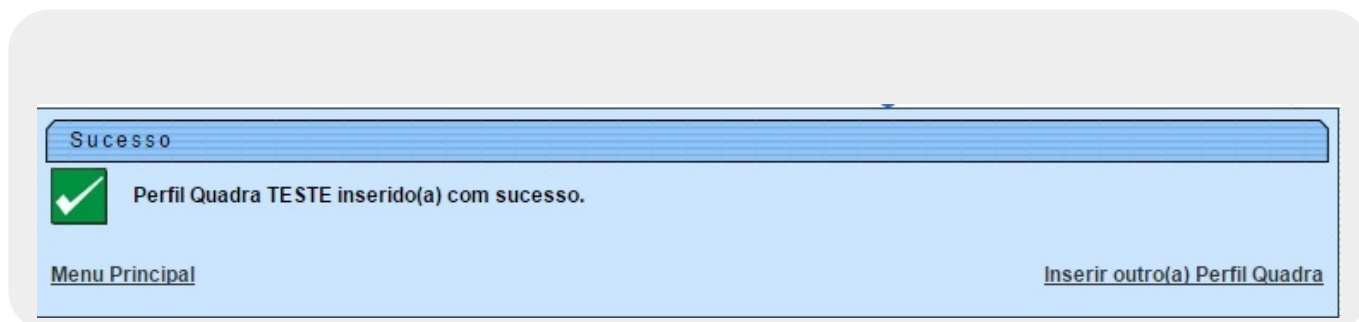 Sucesso
Perfil Quadra TESTE inserido(a) com sucesso.
Menu Principal
Inserir outro(a) Perfil Quadra